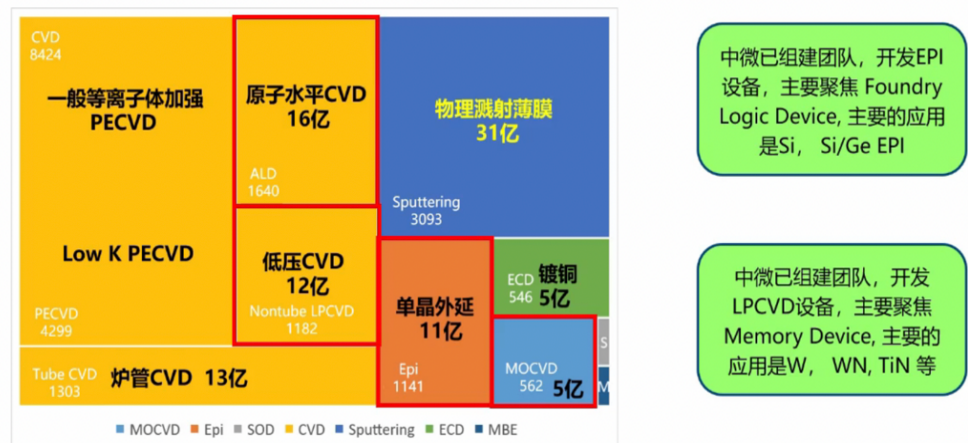 CVD
8424
一般等离子体加强
PECVD
Low K PECVD
PECVD
4299
原子水平CVD
16亿
ALD
1640
低压CVD
12亿
Nontube LPCVD
1182
Tube CVD
1303
炉管CVD 13亿
物理溅射薄膜
31亿
Sputtering
3093
单晶外延
11亿
Epi
1141
ECD
546
镀铜
5亿
MOCVD
562
5亿
S
M
MOCVD
Epi
SOD
CVD
Sputtering
ECD
MBE
中微已组建团队，开发EPI
设备，主要聚焦 Foundry
Logic Device, 主要的应用
是Si， Si/Ge EPI
中微已组建团队，开发
LPCVD设备，主要聚焦
Memory Device, 主要的
应用是W， WN, TiN 等